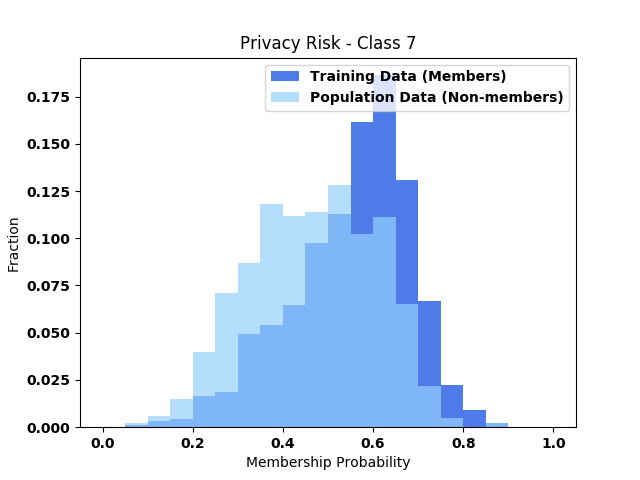 Privacy Risk - Class 7
Training Data (Members)
Population Data (Non-members)
Fraction
0.175
0.150
0.125
0.100
0.075
0.050
0.025
0.000
0.0 0.2 0.4 0.6 0.8 1.0
Membership Probability